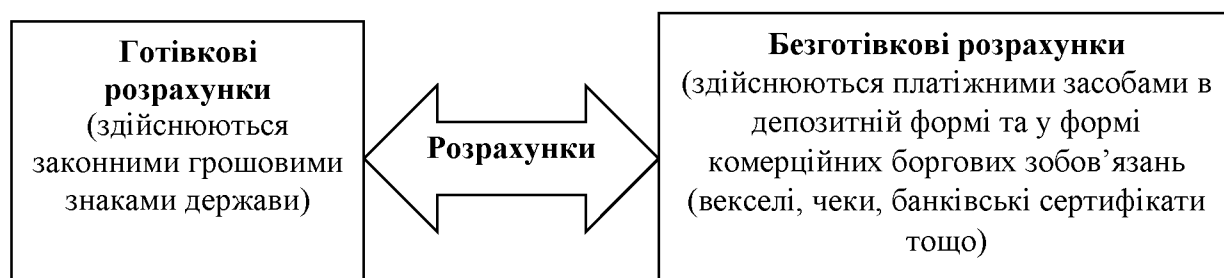 Готівкові
розрахунки
(здійснюються
законними грошовими
знаками держави)
Розрахунки
Безготівкові розрахунки
(здійснюються платіжними засобами в
депозитній формі та у формі
комерційних боргових зобов’язань
(векселі, чеки, банківські сертифікати
тощо)